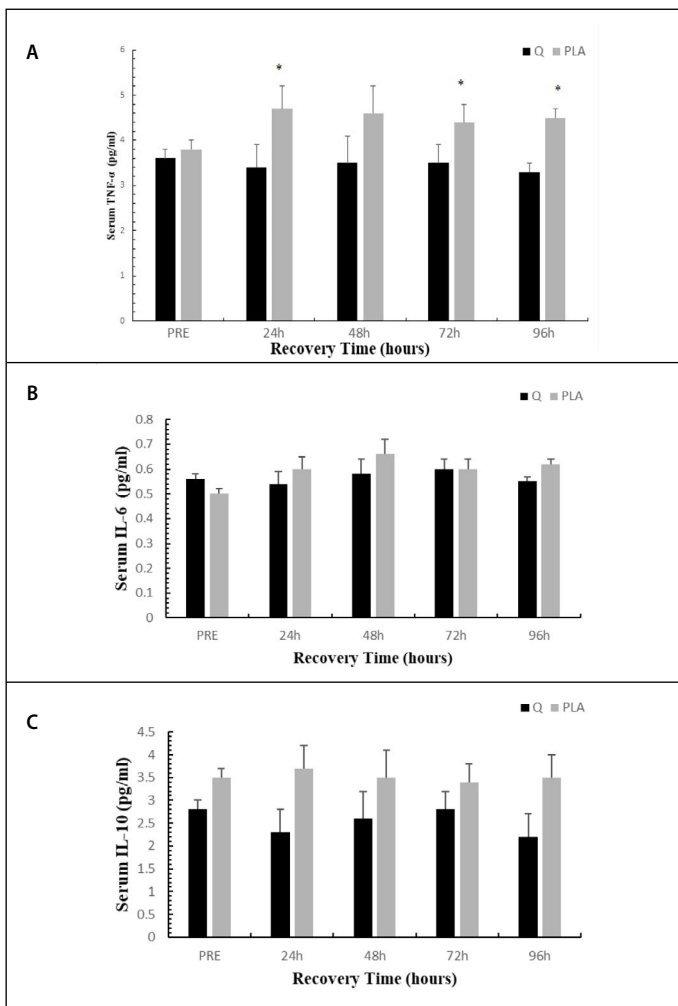 A
Q PLA
Serum TNF-α (pg/ml)
6
5
4
3
2
1
0
* * *
PRE 24h 48h 72h 96h
Recovery Time (hours)
B
Q PLA
Serum IL-6 (pg/ml)
0.8
0.7
0.6
0.5
0.4
0.3
0.2
0.1
0
PRE 24h 48h 72h 96h
Recovery Time (hours)
C
Q PLA
Serum IL-10 (pg/ml)
4.5
4
3.5
3
2.5
2
1.5
1
0.5
0
PRE 24h 48h 72h 96h
Recovery Time (hours)